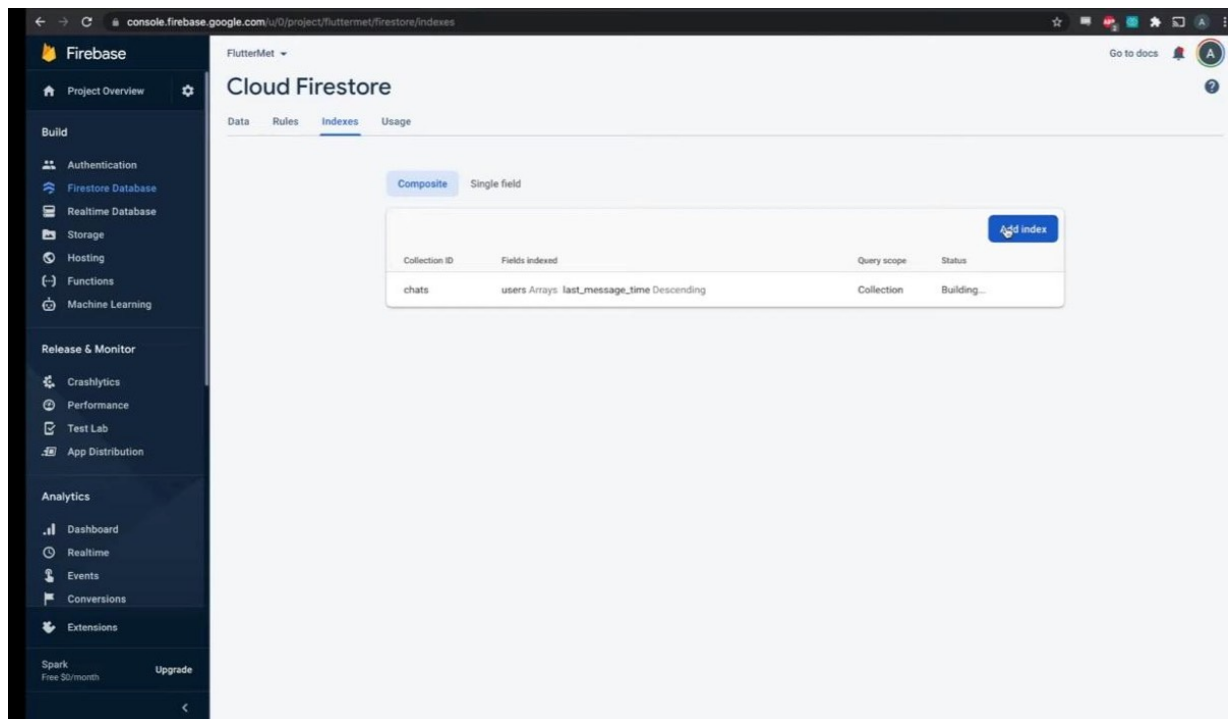 console.firebase.google.com/u/0/project/fluttermet/firestore/indexes
Firebase
Project Overview
Build
Authentication
Firestore Database
Realtime Database
Storage
Hosting
Functions
Machine Learning
Release & Monitor
Crashlytics
Performance
Test Lab
App Distribution
Analytics
Dashboard
Realtime
Events
Conversions
Extensions
Spark
Free $0/month
Upgrade
FlutterMet
Go to docs
A
Cloud Firestore
Data Rules Indexes Usage
Composite Single field
Add index
Collection ID Fields indexed Query scope Status
chats users Arrays last_message_time Descending Collection Building...